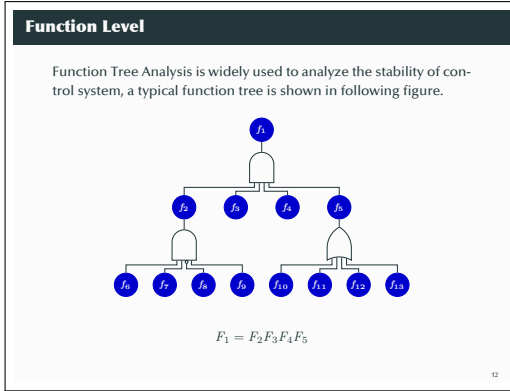 Function Level
Function Tree Analysis is widely used to analyze the stability of con-
trol system, a typical function tree is shown in following figure.
f₁
f₂ f₃ f₄ f₅
f₆ f₇ f₈ f₉ f₁₀ f₁₁ f₁₂ f₁₃
F₁ = F₂F₃F₄F₅
12